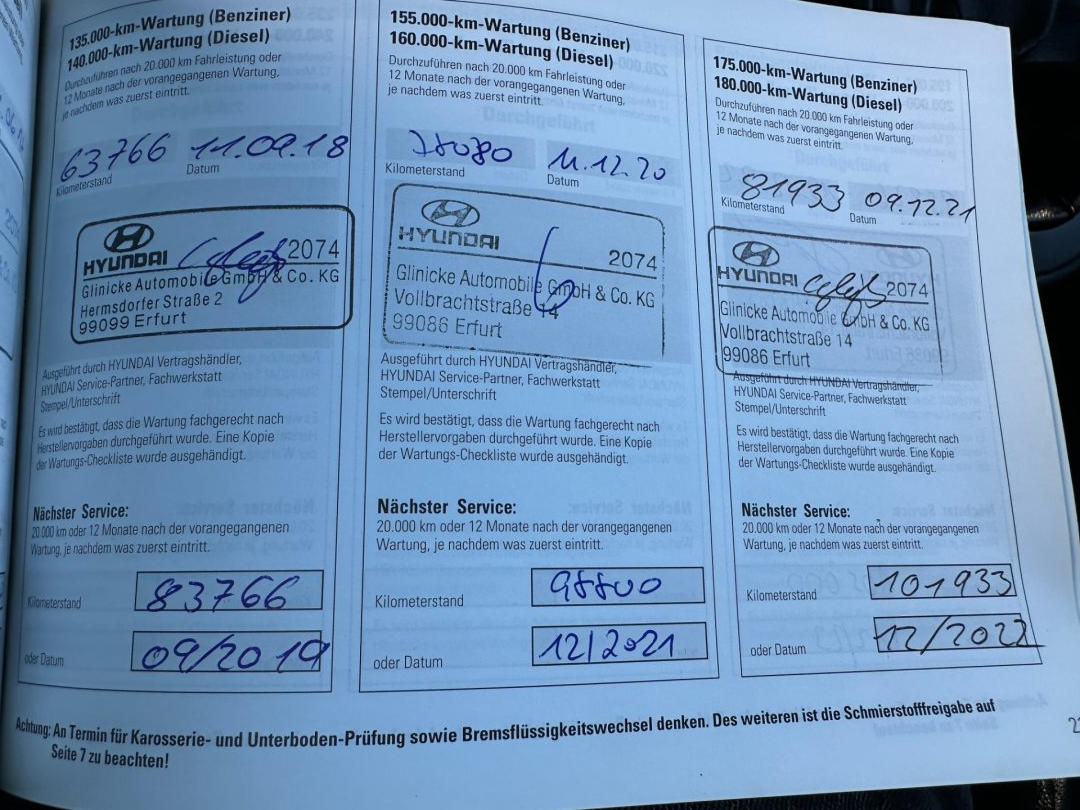 135.000-km-Wartung (Benziner)
140.000-km-Wartung (Diesel)
Durchzuführen nach 20.000 km Fahrleistung oder
12 Monate nach der vorangegangenen Wartung,
je nachdem was zuerst eintritt.
63766 11.09.18
Kilometerstand Datum
HYUNDAI 2074
Glinicke Automobile GmbH & Co. KG
Hermsdorfer Straße 2
99099 Erfurt
Ausgeführt durch HYUNDAI Vertragshändler,
HYUNDAI Service-Partner, Fachwerkstatt
Stempel/Unterschrift
Es wird bestätigt, dass die Wartung fachgerecht nach
Herstellervorgaben durchgeführt wurde. Eine Kopie
der Wartungs-Checkliste wurde ausgehändigt.
Nächster Service:
20.000 km oder 12 Monate nach der vorangegangenen
Wartung, je nachdem was zuerst eintritt.
Kilometerstand 83766
oder Datum 09/2019
155.000-km-Wartung (Benziner)
160.000-km-Wartung (Diesel)
Durchzuführen nach 20.000 km Fahrleistung oder
12 Monate nach der vorangegangenen Wartung,
je nachdem was zuerst eintritt.
11.12.20
Kilometerstand Datum
HYUNDAI
2074
Glinicke Automobile GmbH & Co. KG
Vollbrachtstraße 14
99086 Erfurt
Ausgeführt durch HYUNDAI Vertragshändler,
HYUNDAI Service-Partner, Fachwerkstatt
Stempel/Unterschrift
Es wird bestätigt, dass die Wartung fachgerecht nach
Herstellervorgaben durchgeführt wurde. Eine Kopie
der Wartungs-Checkliste wurde ausgehändigt.
Nächster Service:
20.000 km oder 12 Monate nach der vorangegangenen
Wartung, je nachdem was zuerst eintritt.
Kilometerstand 98800
oder Datum 12/2021
175.000-km-Wartung (Benziner)
180.000-km-Wartung (Diesel)
Durchzuführen nach 20.000 km Fahrleistung oder
12 Monate nach der vorangegangenen Wartung,
je nachdem was zuerst eintritt.
81933 09.12.21
Kilometerstand Datum
HYUNDAI 2074
Glinicke Automobile GmbH & Co. KG
Vollbrachtstraße 14
99086 Erfurt
Ausgeführt durch HYUNDAI Vertragshändler,
HYUNDAI Service-Partner, Fachwerkstatt
Stempel/Unterschrift
Es wird bestätigt, dass die Wartung fachgerecht nach
Herstellervorgaben durchgeführt wurde. Eine Kopie
der Wartungs-Checkliste wurde ausgehändigt.
Nächster Service:
20.000 km oder 12 Monate nach der vorangegangenen
Wartung, je nachdem was zuerst eintritt.
Kilometerstand 101933
oder Datum 12/2022
Achtung: An Termin für Karosserie- und Unterboden-Prüfung sowie Bremsflüssigkeitswechsel denken. Des weiteren ist die Schmierstofffreigabe auf
Seite 7 zu beachten!